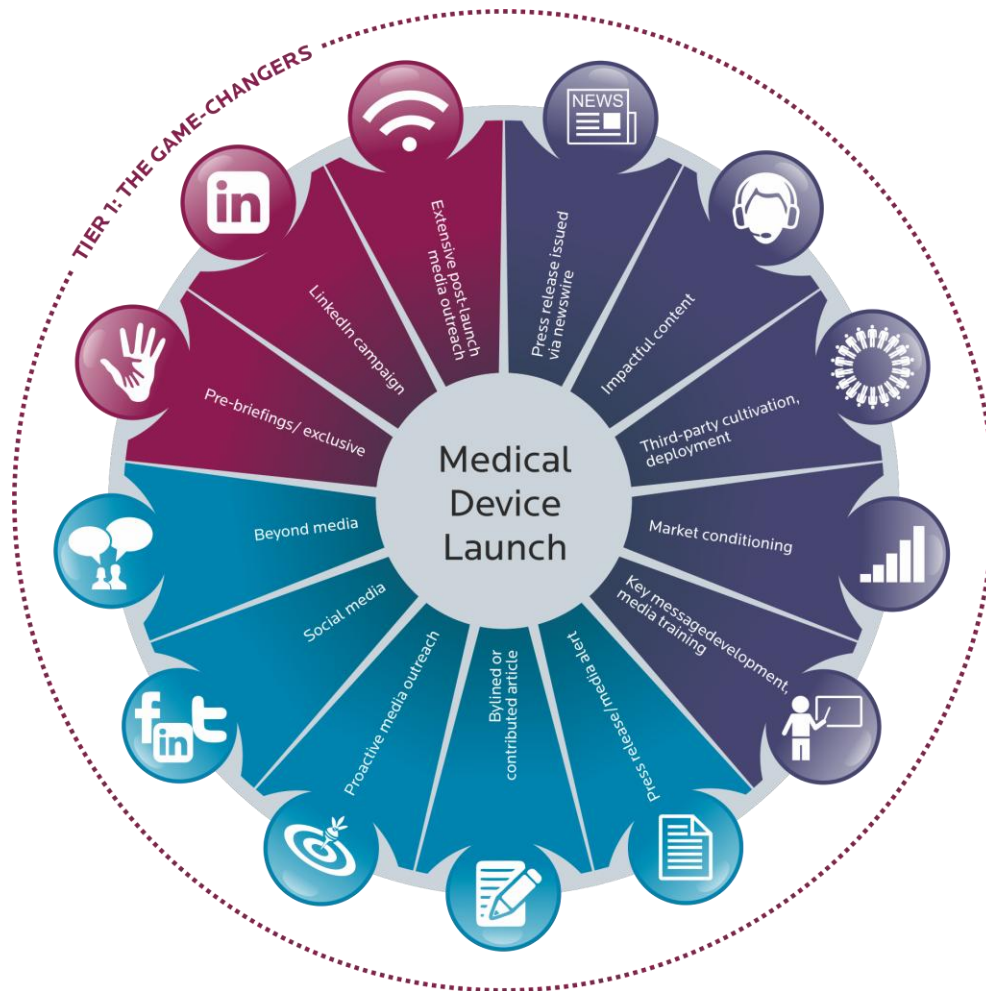 TIER 1: THE GAME-CHANGERS
NEWS
in
f
in
t
Medical
Device
Launch
Press release issued
via newswire
Impactful content
Third-party cultivation,
deployment
Market conditioning
Key messagedevelopment,
media training
Press release/media alert
Bylined or
contributed article
Proactive media outreach
Social media
Beyond media
Pre-briefings/ exclusive
LinkedIn campaign
Extensive post-launch
media outreach